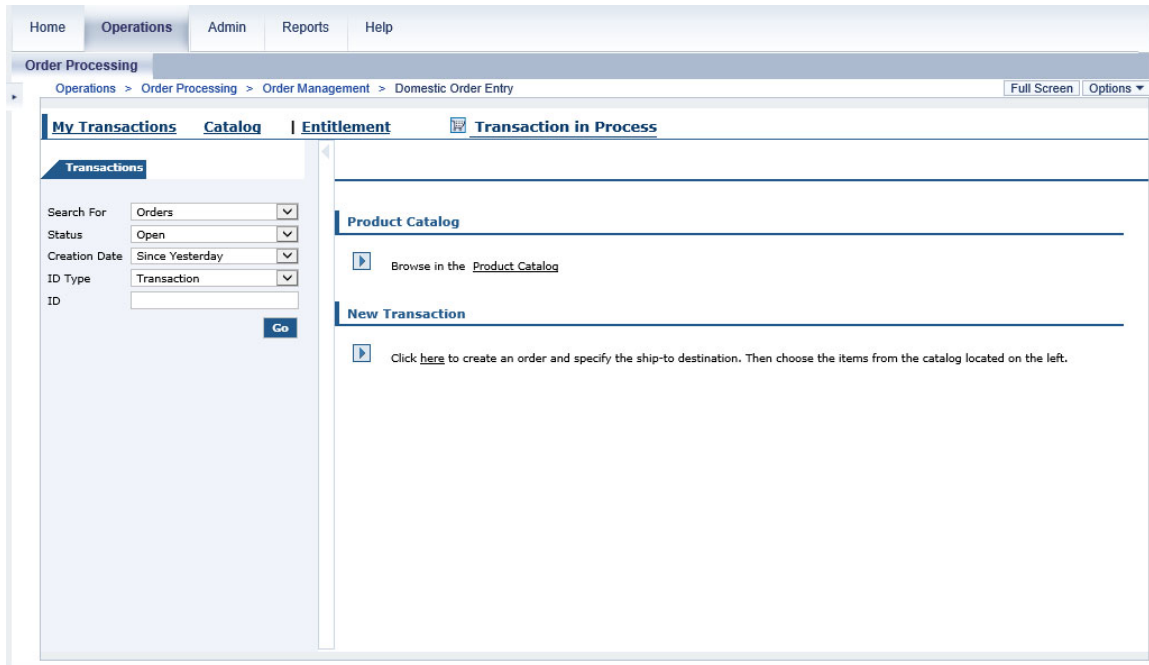 Home Operations Admin Reports Help
Order Processing
Operations > Order Processing > Order Management > Domestic Order Entry Full Screen Options
My Transactions Catalog | Entitlement Transaction in Process
Transactions
Search For Orders
Status Open
Creation Date Since Yesterday
ID Type Transaction
ID
Go
Product Catalog
Browse in the Product Catalog
New Transaction
Click here to create an order and specify the ship-to destination. Then choose the items from the catalog located on the left.